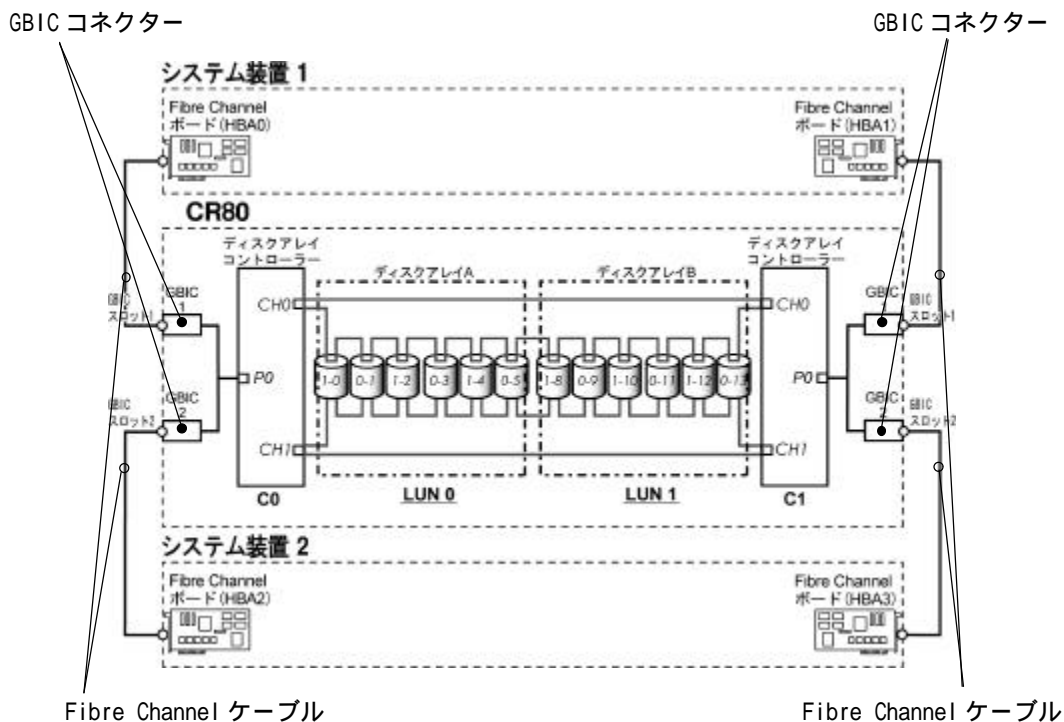 GBIC コネクター
GBIC コネクター
システム装置 1
Fibre Channel
ボード(HBA0)
Fibre Channel
ボード(HBA1)
CR80
ディスクアレイ
コントローラー
ディスクアレイ
コントローラー
ディスクアレイA
ディスクアレイB
GBIC
スロット1
GBIC
1
CH0
CH0
GBIC
GBIC
スロット1
1-0
0-1
1-2
0-3
1-4
0-5
1-8
0-9
1-10
0-11
1-12
0-13
P0
P0
GBIC
スロット2
GBIC
2
CH1
CH1
GBIC
2
GBIC
スロット2
C0
LUN 0
LUN 1
C1
システム装置 2
Fibre Channel
ボード(HBA2)
Fibre Channel
ボード(HBA3)
Fibre Channel ケーブル
Fibre Channel ケーブル